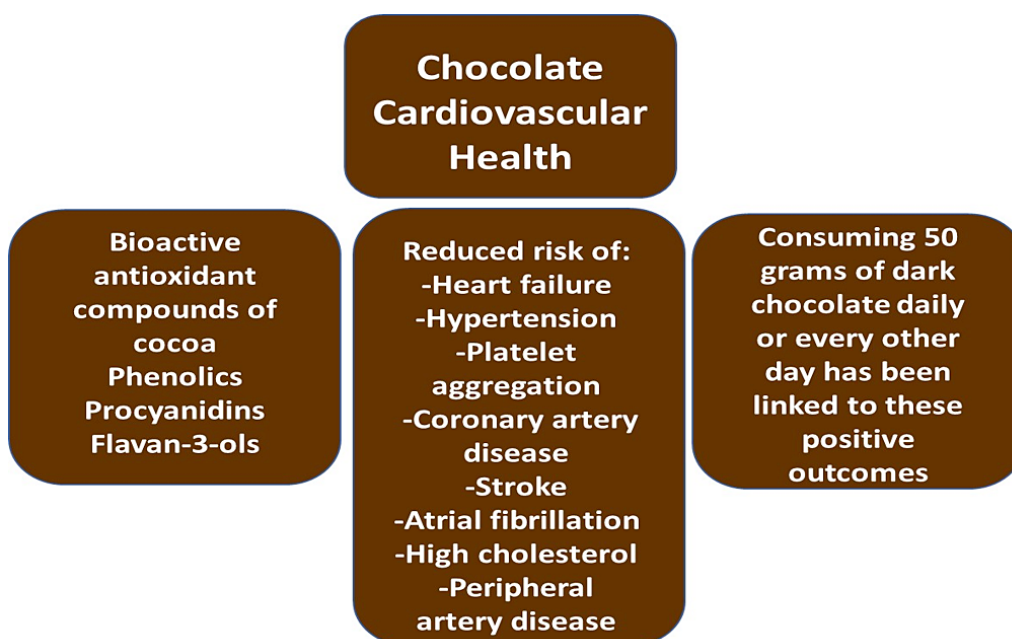 Chocolate
Cardiovascular
Health
Bioactive
antioxidant
compounds of
cocoa
Phenolics
Procyanidins
Flavan-3-ols
Reduced risk of:
-Heart failure
-Hypertension
-Platelet
aggregation
-Coronary artery
disease
-Stroke
-Atrial fibrillation
-High cholesterol
-Peripheral
artery disease
Consuming 50
grams of dark
chocolate daily
or every other
day has been
linked to these
positive
outcomes